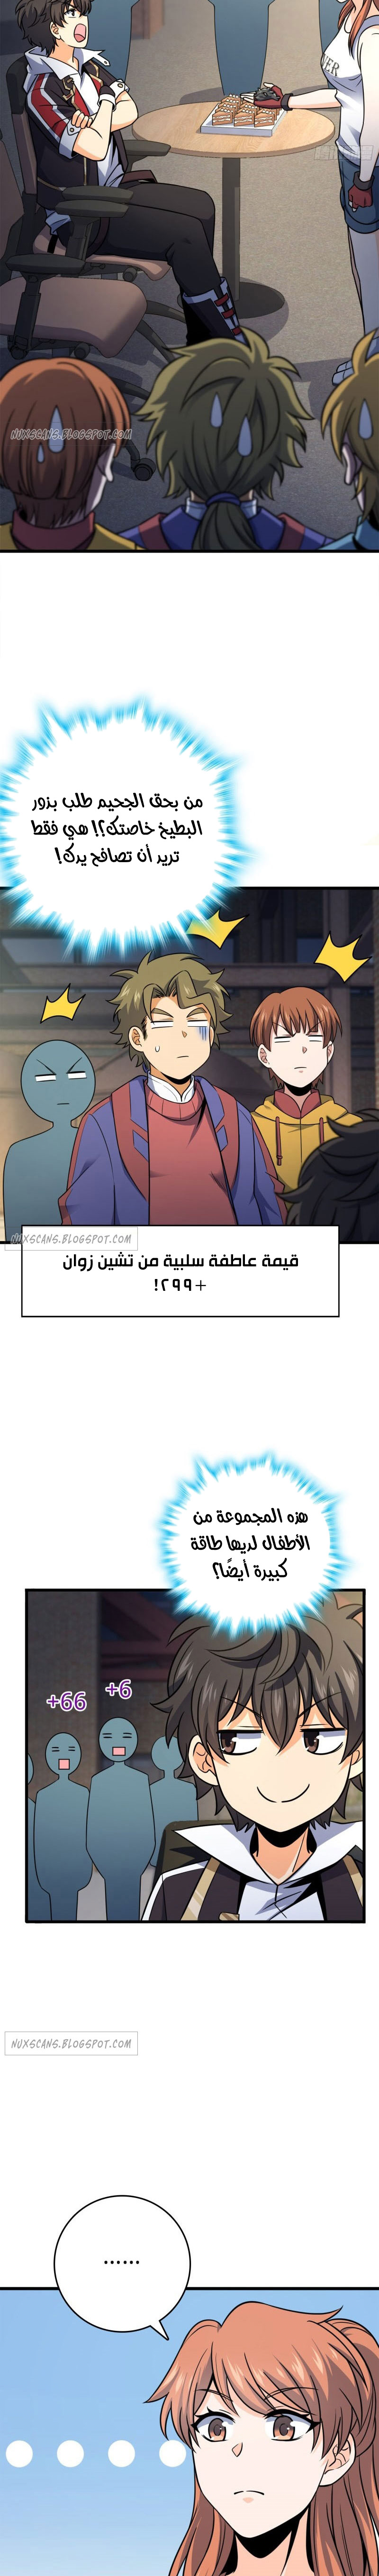 NUXSCANS.BLOGSPOT.COM
من بحق الجحيم طلب بزور
البطيخ خاصتك؟! هي فقط
تريد أن تصافح يدك!
NUXSCANS.BLOGSPOT.COM
قيمة عاطفة سلبية من تشين زوان
+٢٩٩!
هذه المجموعة من
الأطفال لديها طاقة
كبيرة أيضًا؟
+66
+6
NUXSCANS.BLOGSPOT.COM
......